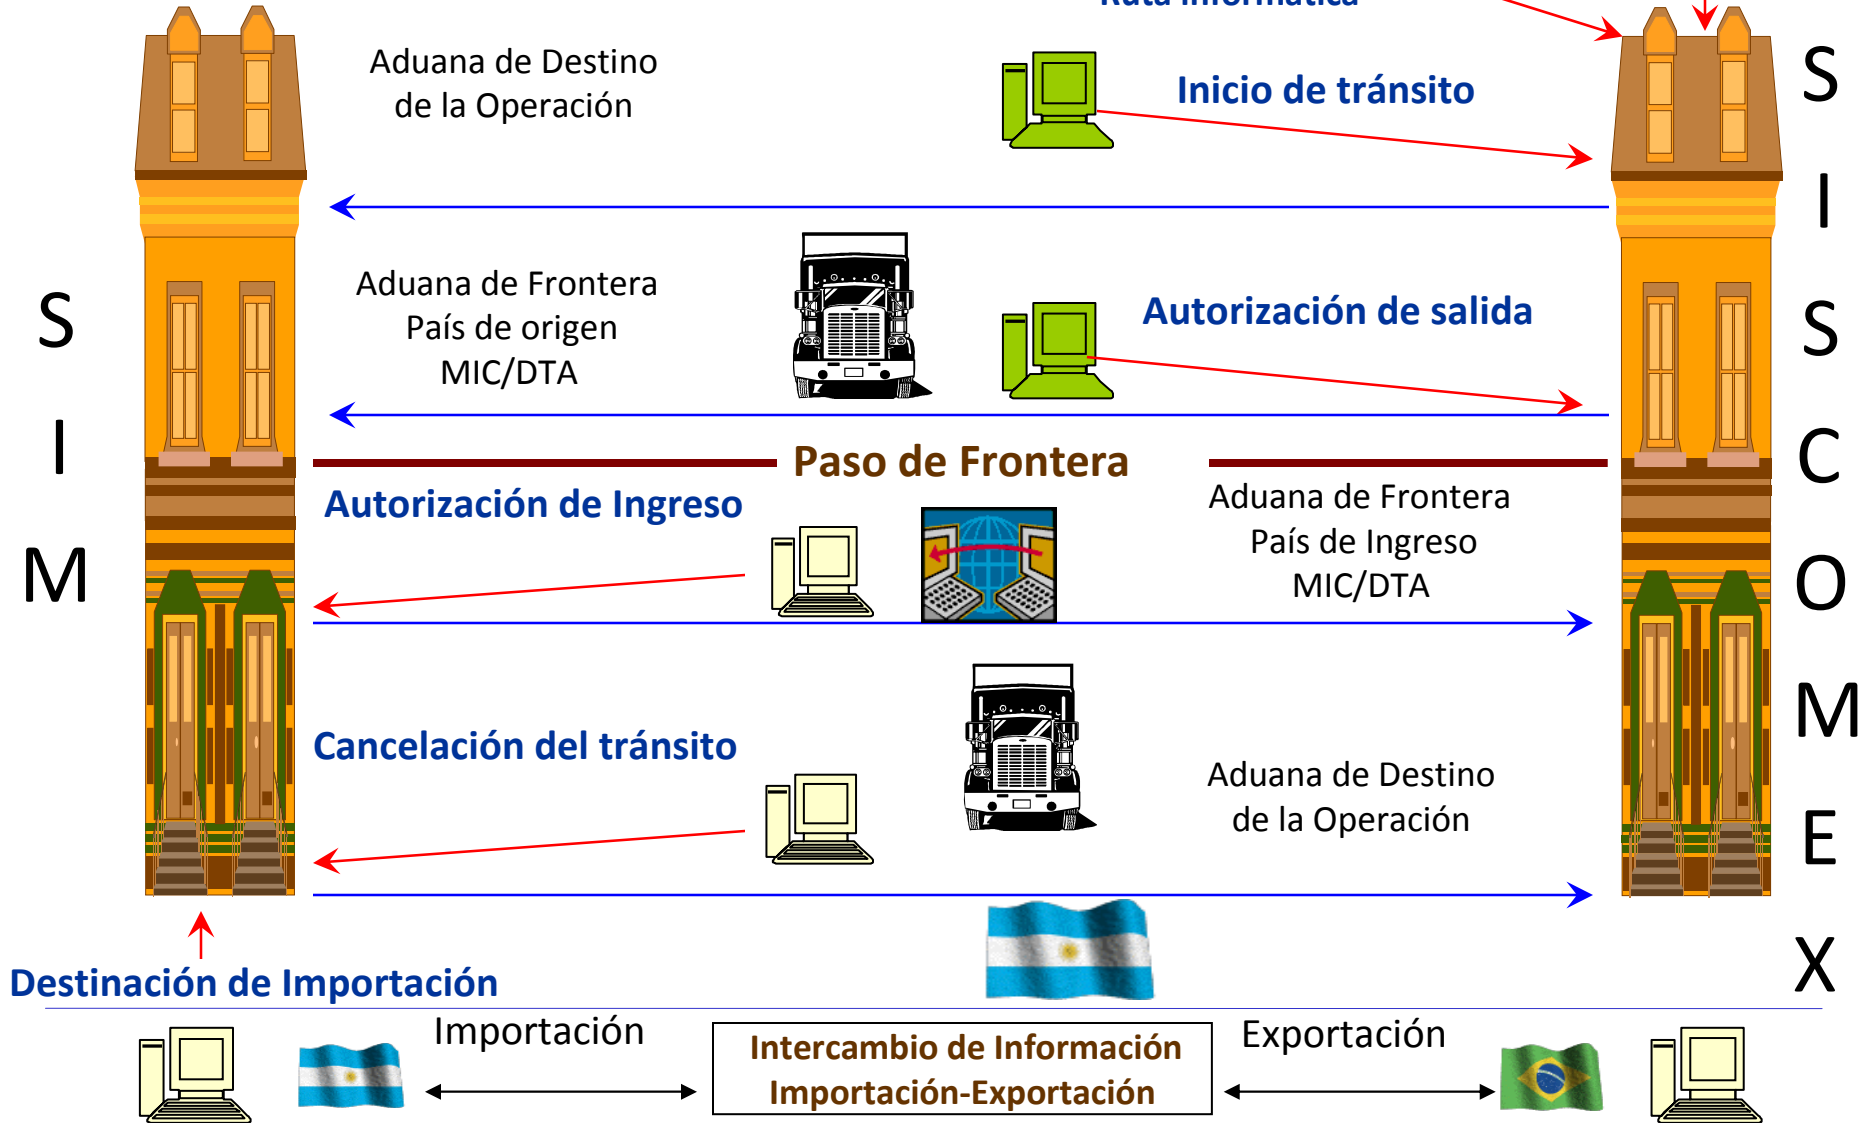 Ruta informática
Aduana de Destino
de la Operación
Inicio de tránsito
Aduana de Frontera
País de origen
MIC/DTA
Autorización de salida
Paso de Frontera
Autorización de Ingreso
Aduana de Frontera
País de Ingreso
MIC/DTA
Cancelación del tránsito
Aduana de Destino
de la Operación
S
I
M
S
I
S
C
O
M
E
X
Destinación de Importación
Importación
Intercambio de Información
Importación-Exportación
Exportación